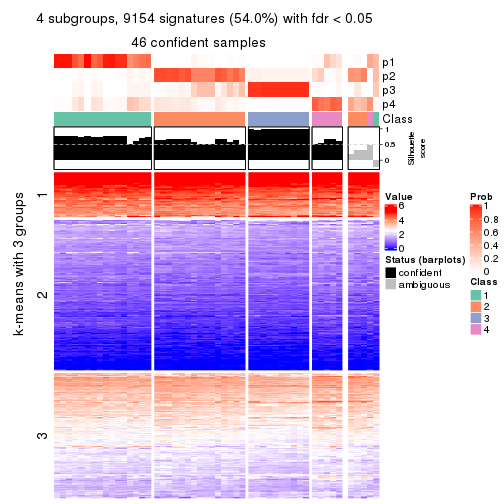 4 subgroups, 9154 signatures (54.0%) with fdr < 0.05
46 confident samples
p1
p2
p3
p4
Class
1
0.5
0
Silhouette
score
k-means with 3 groups
1
2
3
Value
6
4
2
0
Status (barplots)
confident
ambiguous
Prob
1
0.8
0.6
0.4
0.2
0
Class
1
2
3
4